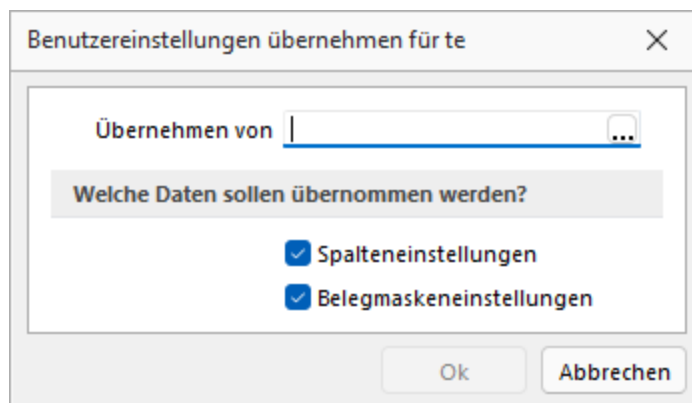 Benutzereinstellungen übernehmen für te
Übernehmen von
...
Welche Daten sollen übernommen werden?
Spalteneinstellungen
Belegmaskeneinstellungen
Ok Abbrechen